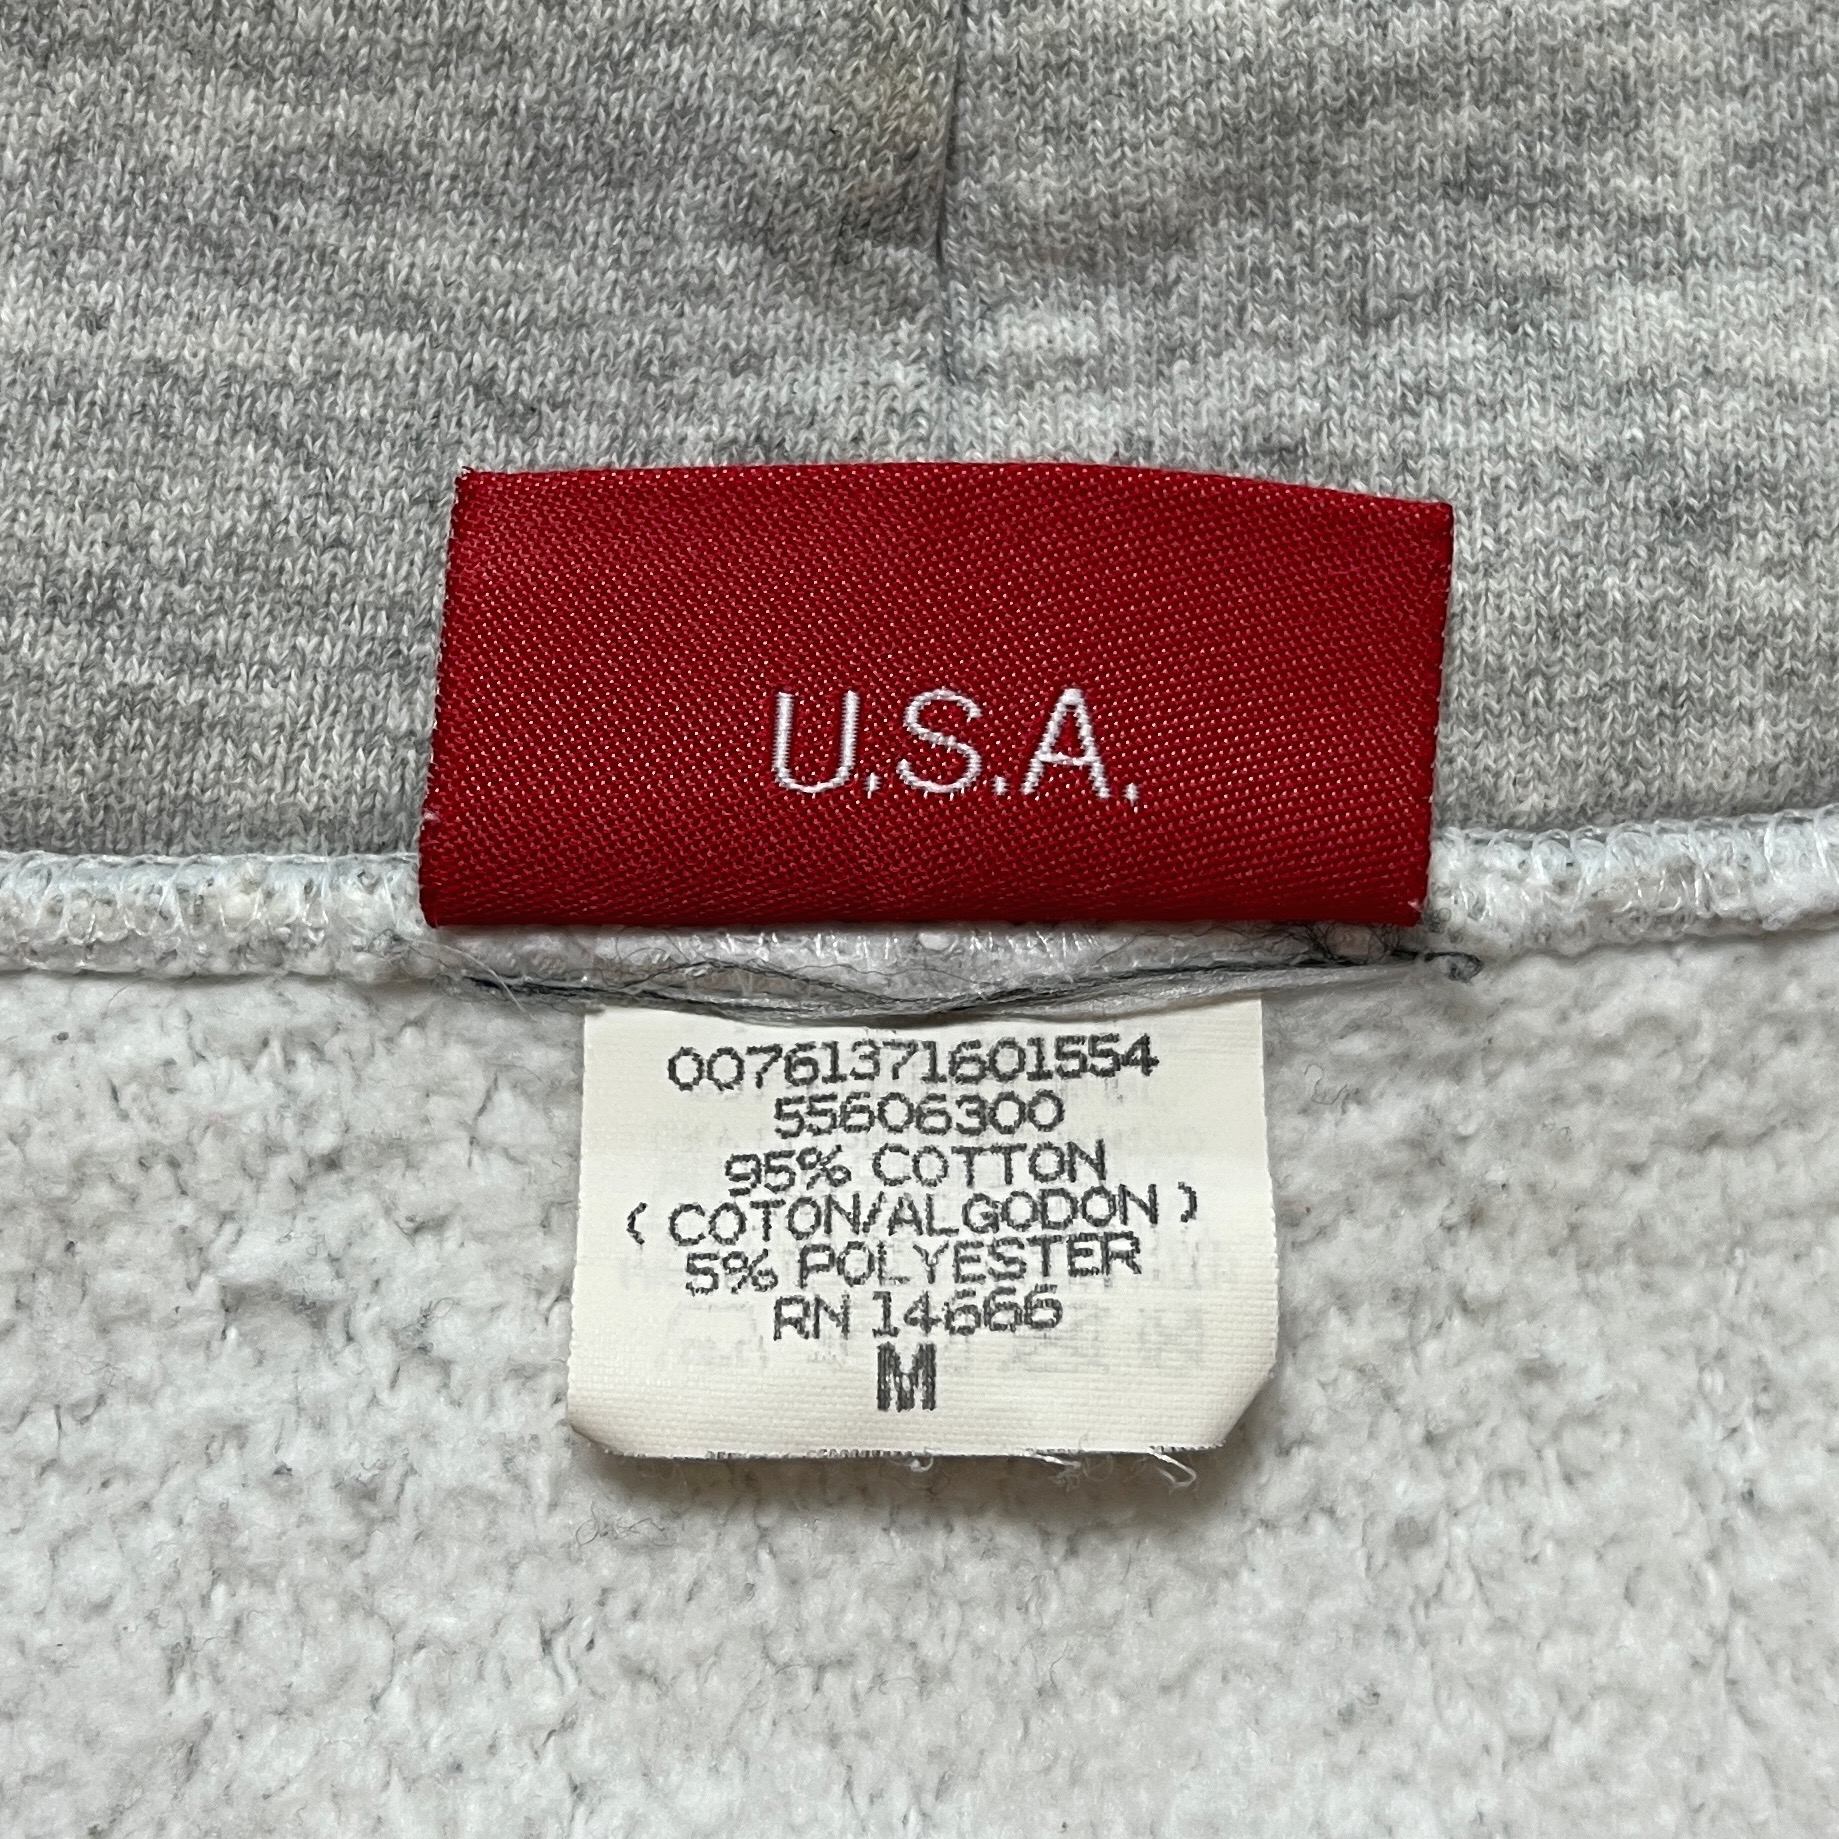 U.S.A.
00761371601554
55606300
95% COTTON
(COTON/ALGODON)
5% POLYESTER
RN 14666
M